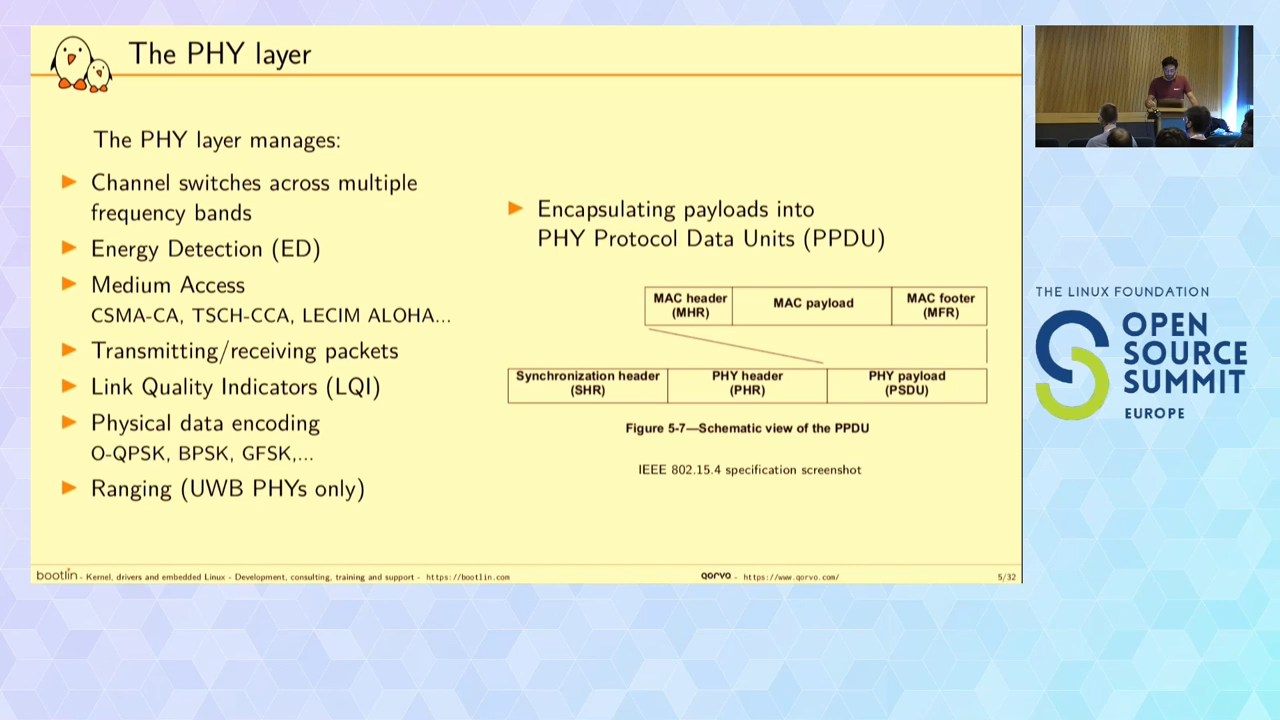 The PHY layer
The PHY layer manages:
Channel switches across multiple
frequency bands
Energy Detection (ED)
Medium Access
CSMA-CA, TSCH-CCA, LECIM ALOHA...
Transmitting/receiving packets
Link Quality Indicators (LQI)
Physical data encoding
O-QPSK, BPSK, GFSK,...
Ranging (UWB PHYs only)
Encapsulating payloads into
PHY Protocol Data Units (PPDU)
MAC header
(MHR)
MAC payload
MAC footer
(MFR)
Synchronization header
(SHR)
PHY header
(PHR)
PHY payload
(PSDU)
Figure 5-7—Schematic view of the PPDU
IEEE 802.15.4 specification screenshot
bootlin - Kernel, drivers and embedded Linux - Development, consulting, training and support - https://bootlin.com
qorvo - https://www.qorvo.com/
5/32
THE LINUX FOUNDATION
OPEN
SOURCE
SUMMIT
EUROPE